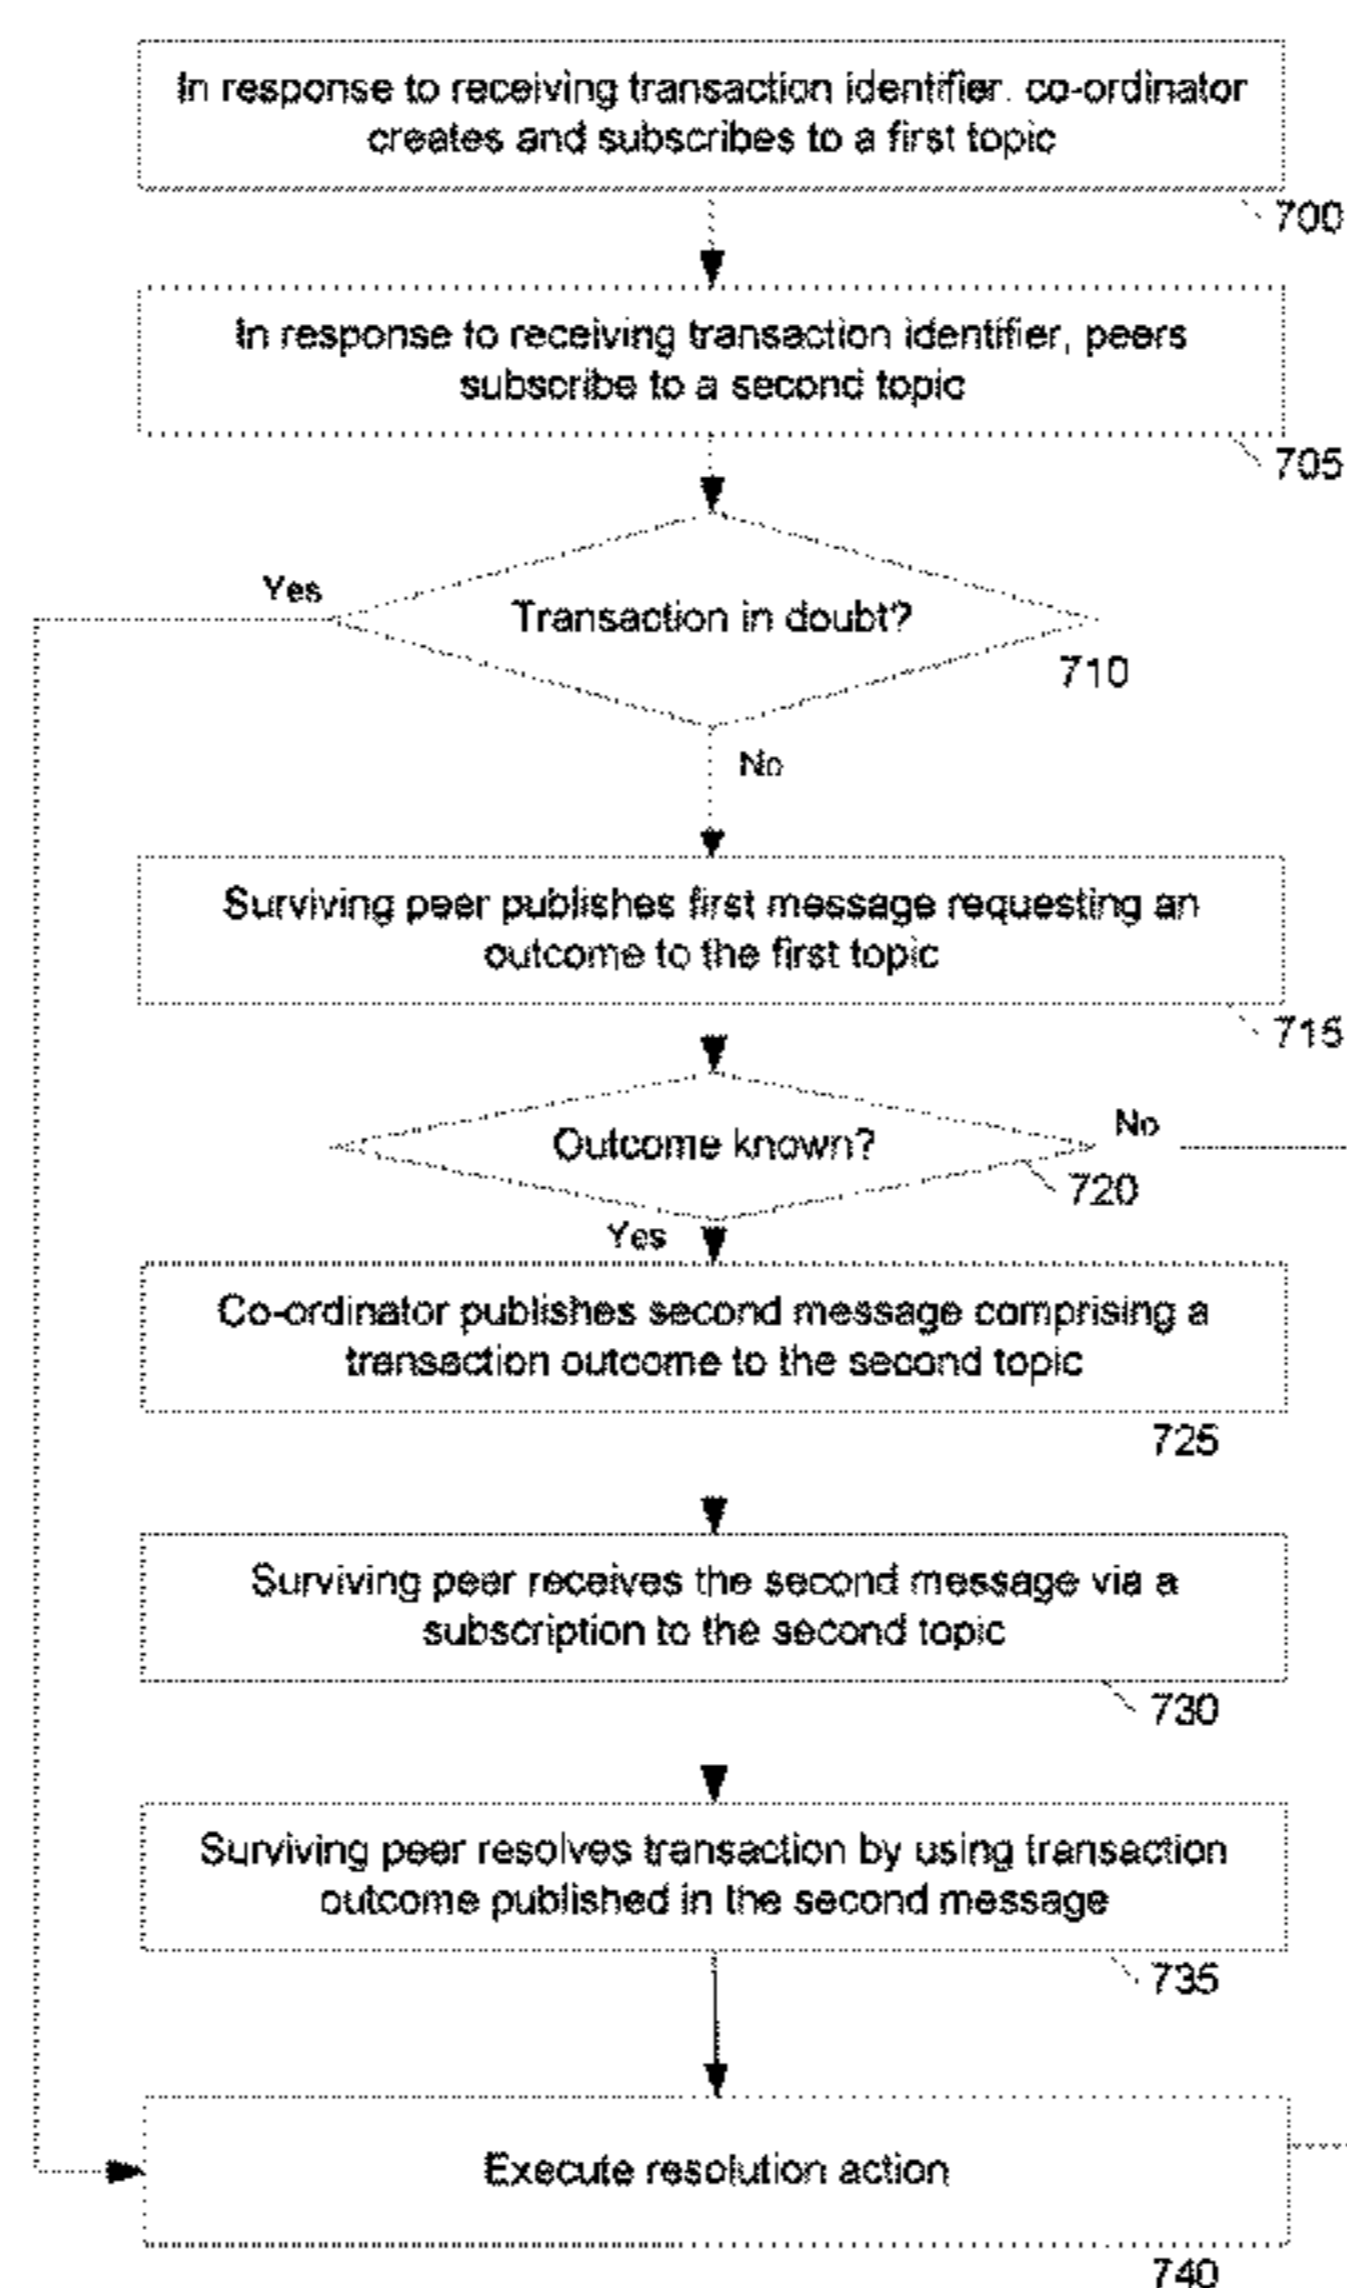 In response to receiving transaction identifier. co-ordinator
creates and subscribes to a first topic
700
In response to receiving transaction identifier, peers
subscribe to a second topic
705
Yes
Transaction in doubt?
710
No
Surviving peer publishes first message requesting an
outcome to the first topic
715
Outcome known?
No
720
Yes
Co-ordinator publishes second message comprising a
transaction outcome to the second topic
725
Surviving peer receives the second message via a
subscription to the second topic
730
Surviving peer resolves transaction by using transaction
outcome published in the second message
735
Execute resolution action
740